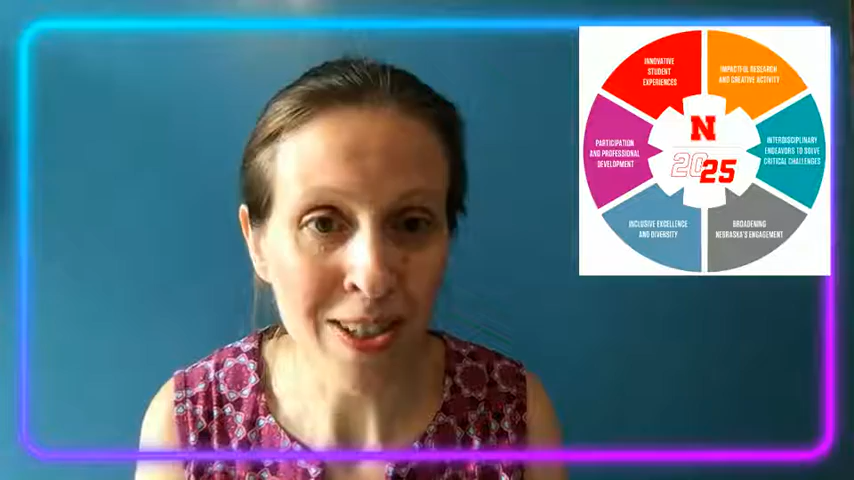 INNOVATIVE
STUDENT
EXPERIENCES
IMPACTFUL RESEARCH
AND CREATIVE ACTIVITY
PARTICIPATION
AND PROFESSIONAL
DEVELOPMENT
N
2025
INTERDISCIPLINARY
ENDEAVORS TO SOLVE
CRITICAL CHALLENGES
INCLUSIVE EXCELLENCE
AND DIVERSITY
BROADENING
NEBRASKA'S ENGAGEMENT